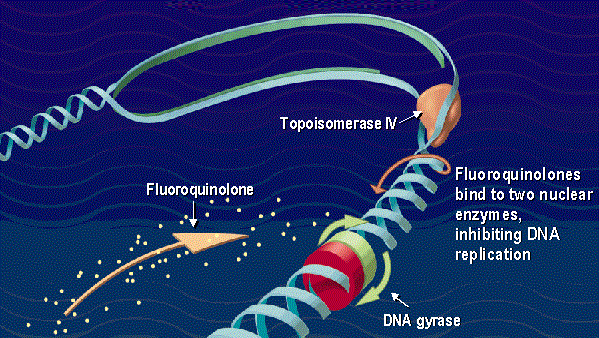 Topoisomerase IV
Fluoroquinolones
bind to two nuclear
enzymes,
inhibiting DNA
replication
Fluoroquinolone
DNA gyrase